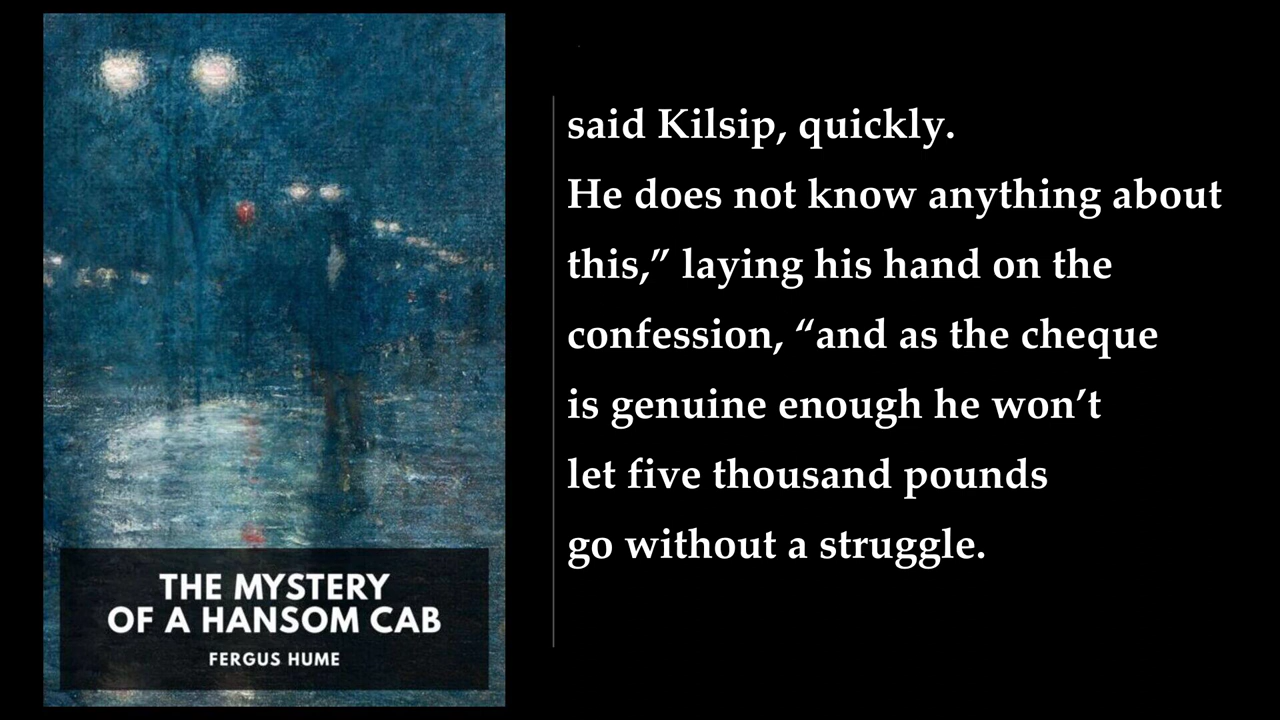 THE MYSTERY
OF A HANSOM CAB
FERGUS HUME
said Kilsip, quickly.
He does not know anything about
this,” laying his hand on the
confession, “and as the cheque
is genuine enough he won’t
let five thousand pounds
go without a struggle.